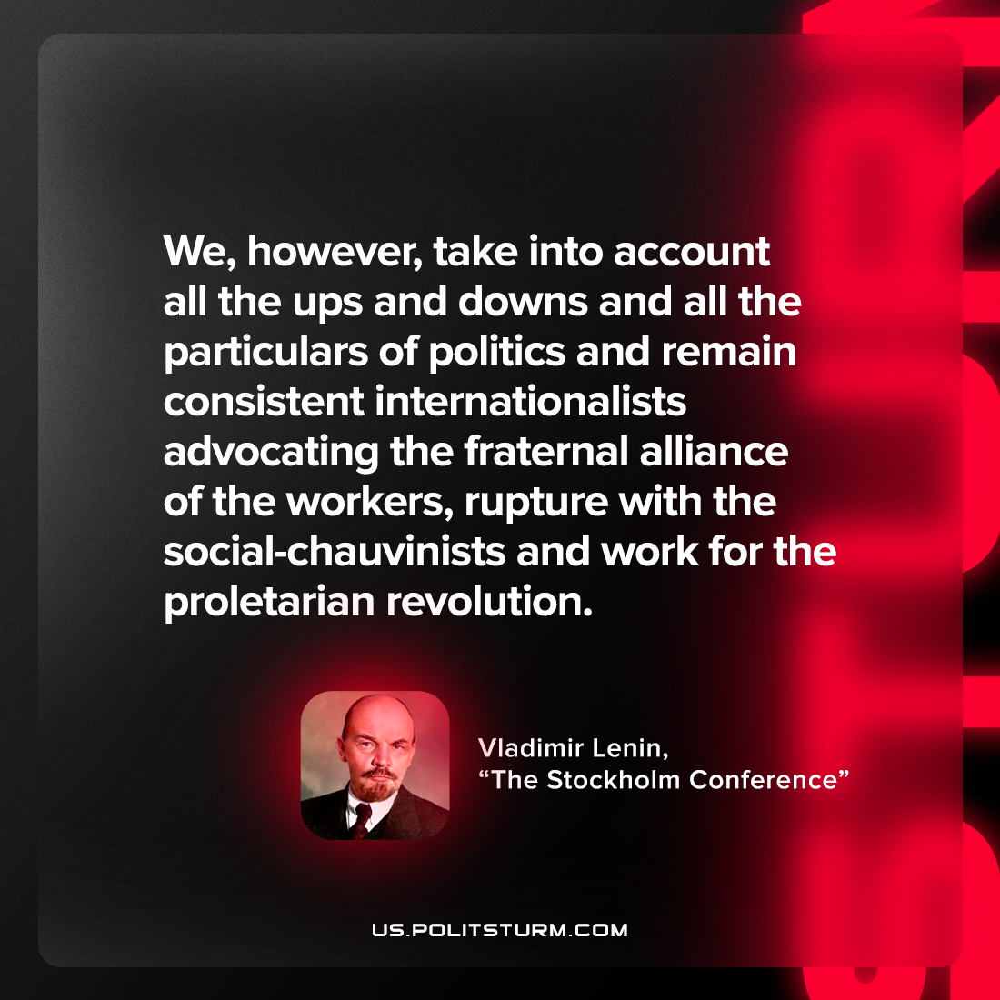 We, however, take into account
all the ups and downs and all the
particulars of politics and remain
consistent internationalists
advocating the fraternal alliance
of the workers, rupture with the
social-chauvinists and work for the
proletarian revolution.
Vladimir Lenin,
“The Stockholm Conference”
US.POLITSTURM.COM